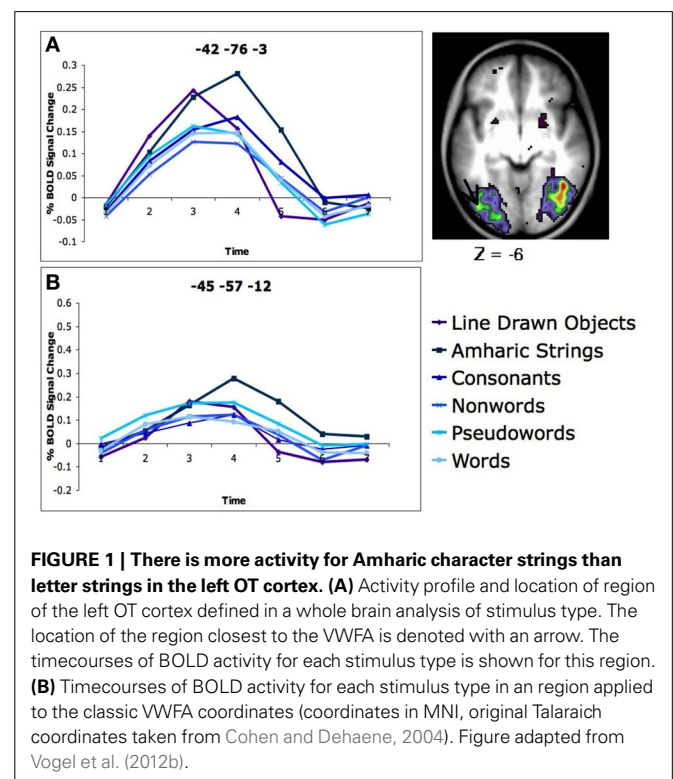 A
-42 -76 -3
0.3
0.25
0.2
0.15
0.1
0.05
0
-0.05
-0.1
% BOLD Signal Change
1 2 3 4 5 6 7
Time
Z = -6
B
-45 -57 -12
0.6
0.5
0.4
0.3
0.2
0.1
0
-0.1
-0.2
% BOLD Signal Change
1 2 3 4 5 6 7
Time
Line Drawn Objects
Amharic Strings
Consonants
Nonwords
Pseudowords
Words
FIGURE 1 | There is more activity for Amharic character strings than
letter strings in the left OT cortex. (A) Activity profile and location of region
of the left OT cortex defined in a whole brain analysis of stimulus type. The
location of the region closest to the VWFA is denoted with an arrow. The
timecourses of BOLD activity for each stimulus type is shown for this region.
(B) Timecourses of BOLD activity for each stimulus type in an region applied
to the classic VWFA coordinates (coordinates in MNI, original Talaraich
coordinates taken from Cohen and Dehaene, 2004). Figure adapted from
Vogel et al. (2012b).